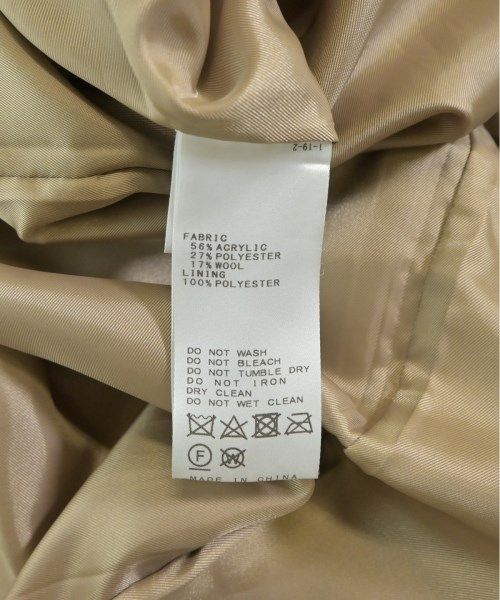 1-19-2
FABRIC
56% ACRYLIC
27% POLYESTER
17% WOOL
LINING
100% POLYESTER
DO NOT WASH
DO NOT BLEACH
DO NOT TUMBLE DRY
DO NOT IRON
DRY CLEAN
DO NOT WET CLEAN
F W
MADE IN CHINA